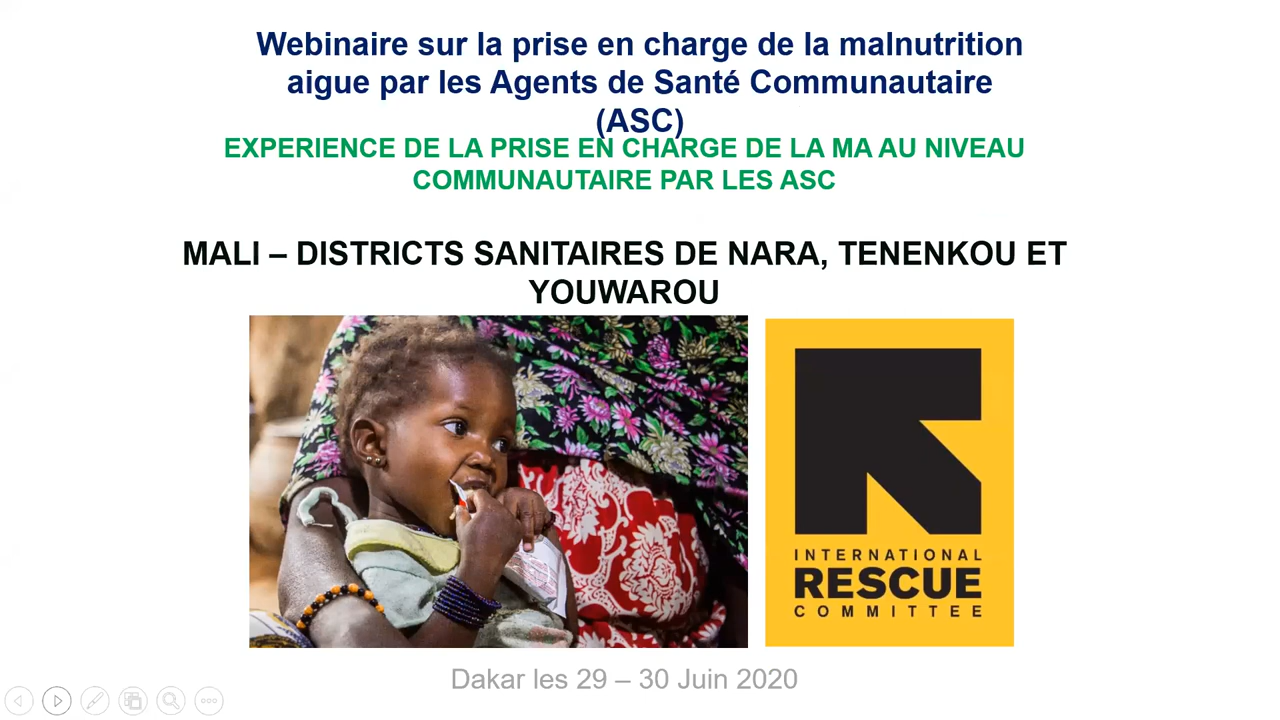 Webinaire sur la prise en charge de la malnutrition
aigue par les Agents de Santé Communautaire
(ASC)
EXPERIENCE DE LA PRISE EN CHARGE DE LA MA AU NIVEAU
COMMUNAUTAIRE PAR LES ASC
MALI – DISTRICTS SANITAIRES DE NARA, TENENKOU ET
YOUWAROU
INTERNATIONAL
RESCUE
COMMITTEE
Dakar les 29 – 30 Juin 2020